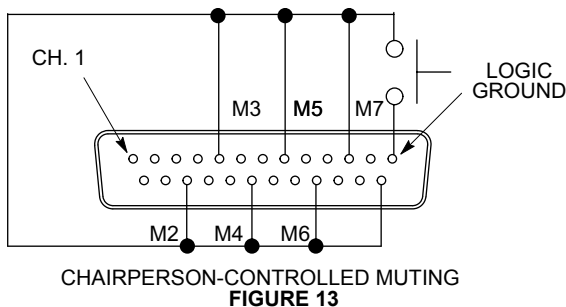 CH. 1
LOGIC
GROUND
M3
M5
M7
M2
M4
M6
CHAIRPERSON-CONTROLLED MUTING
FIGURE 13